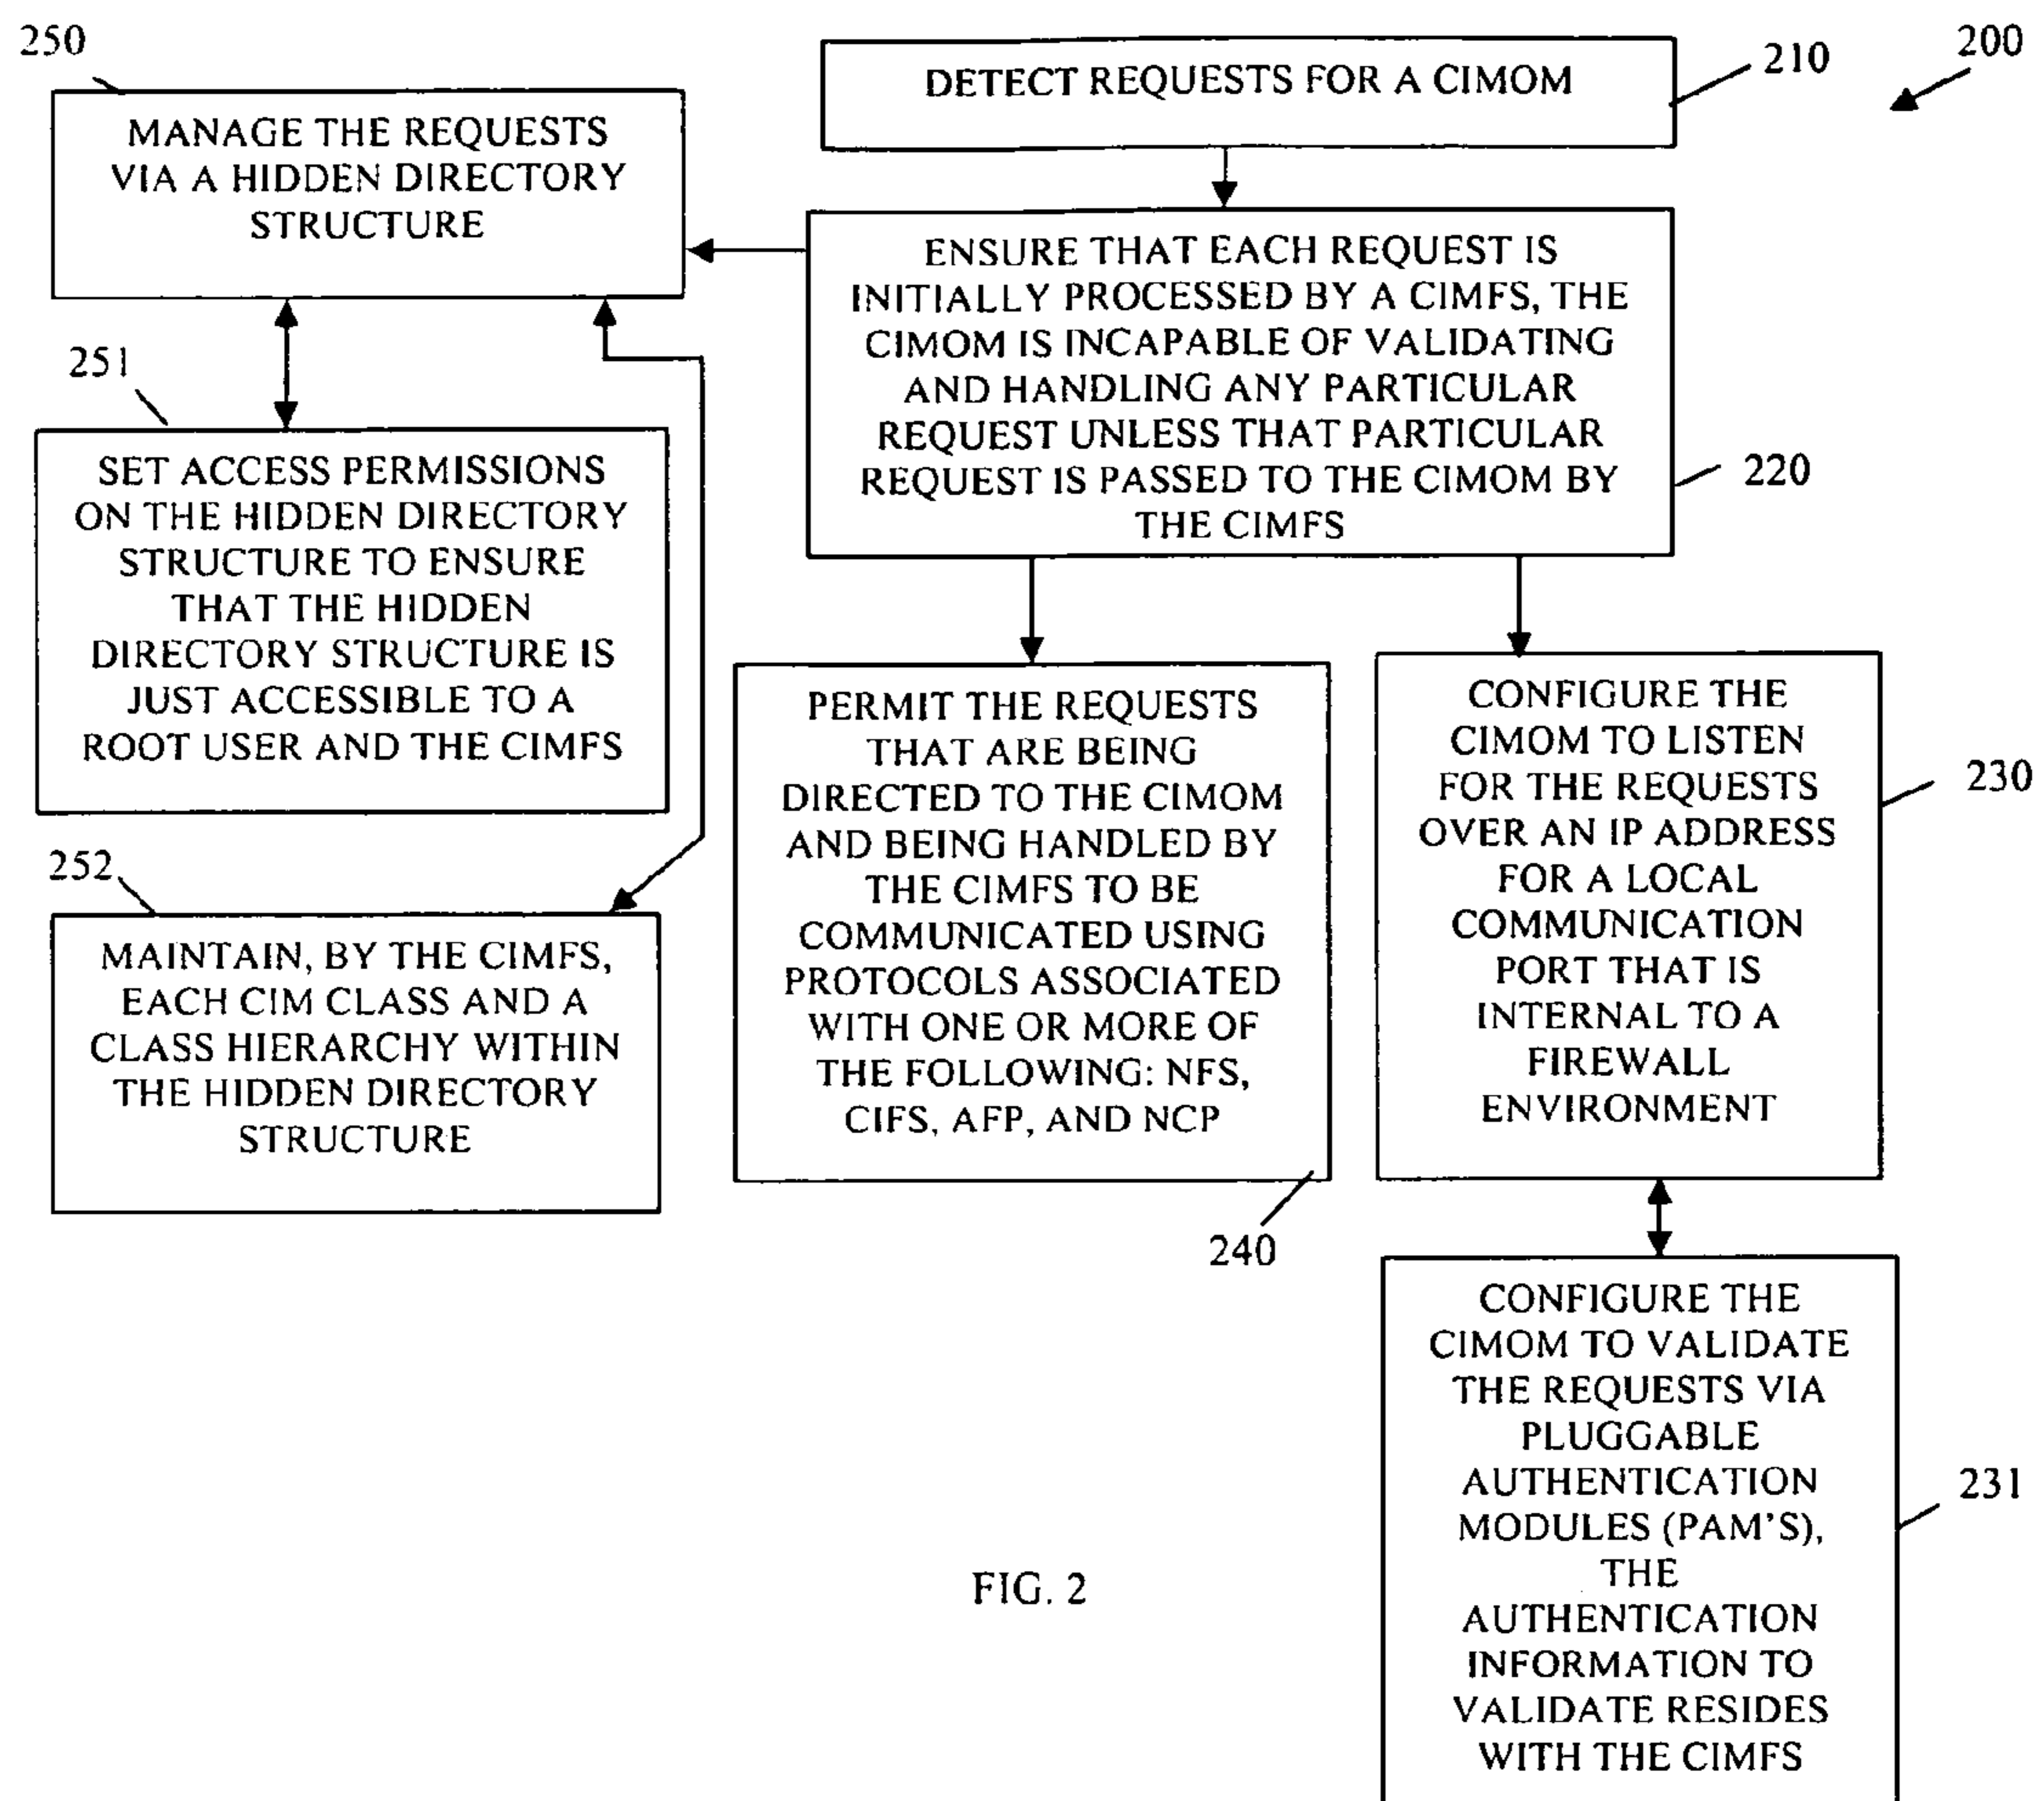 250
DETECT REQUESTS FOR A CIMOM
210
200
MANAGE THE REQUESTS
VIA A HIDDEN DIRECTORY
STRUCTURE
ENSURE THAT EACH REQUEST IS
INITIALLY PROCESSED BY A CIMFS, THE
CIMOM IS INCAPABLE OF VALIDATING
AND HANDLING ANY PARTICULAR
REQUEST UNLESS THAT PARTICULAR
REQUEST IS PASSED TO THE CIMOM BY
THE CIMFS
220
251
SET ACCESS PERMISSIONS
ON THE HIDDEN DIRECTORY
STRUCTURE TO ENSURE
THAT THE HIDDEN
DIRECTORY STRUCTURE IS
JUST ACCESSIBLE TO A
ROOT USER AND THE CIMFS
252
MAINTAIN, BY THE CIMFS,
EACH CIM CLASS AND A
CLASS HIERARCHY WITHIN
THE HIDDEN DIRECTORY
STRUCTURE
PERMIT THE REQUESTS
THAT ARE BEING
DIRECTED TO THE CIMOM
AND BEING HANDLED BY
THE CIMFS TO BE
COMMUNICATED USING
PROTOCOLS ASSOCIATED
WITH ONE OR MORE OF
THE FOLLOWING: NFS,
CIFS, AFP, AND NCP
240
CONFIGURE THE
CIMOM TO LISTEN
FOR THE REQUESTS
OVER AN IP ADDRESS
FOR A LOCAL
COMMUNICATION
PORT THAT IS
INTERNAL TO A
FIREWALL
ENVIRONMENT
230
CONFIGURE THE
CIMOM TO VALIDATE
THE REQUESTS VIA
PLUGGABLE
AUTHENTICATION
MODULES (PAM'S),
THE
AUTHENTICATION
INFORMATION TO
VALIDATE RESIDES
WITH THE CIMFS
231
FIG. 2